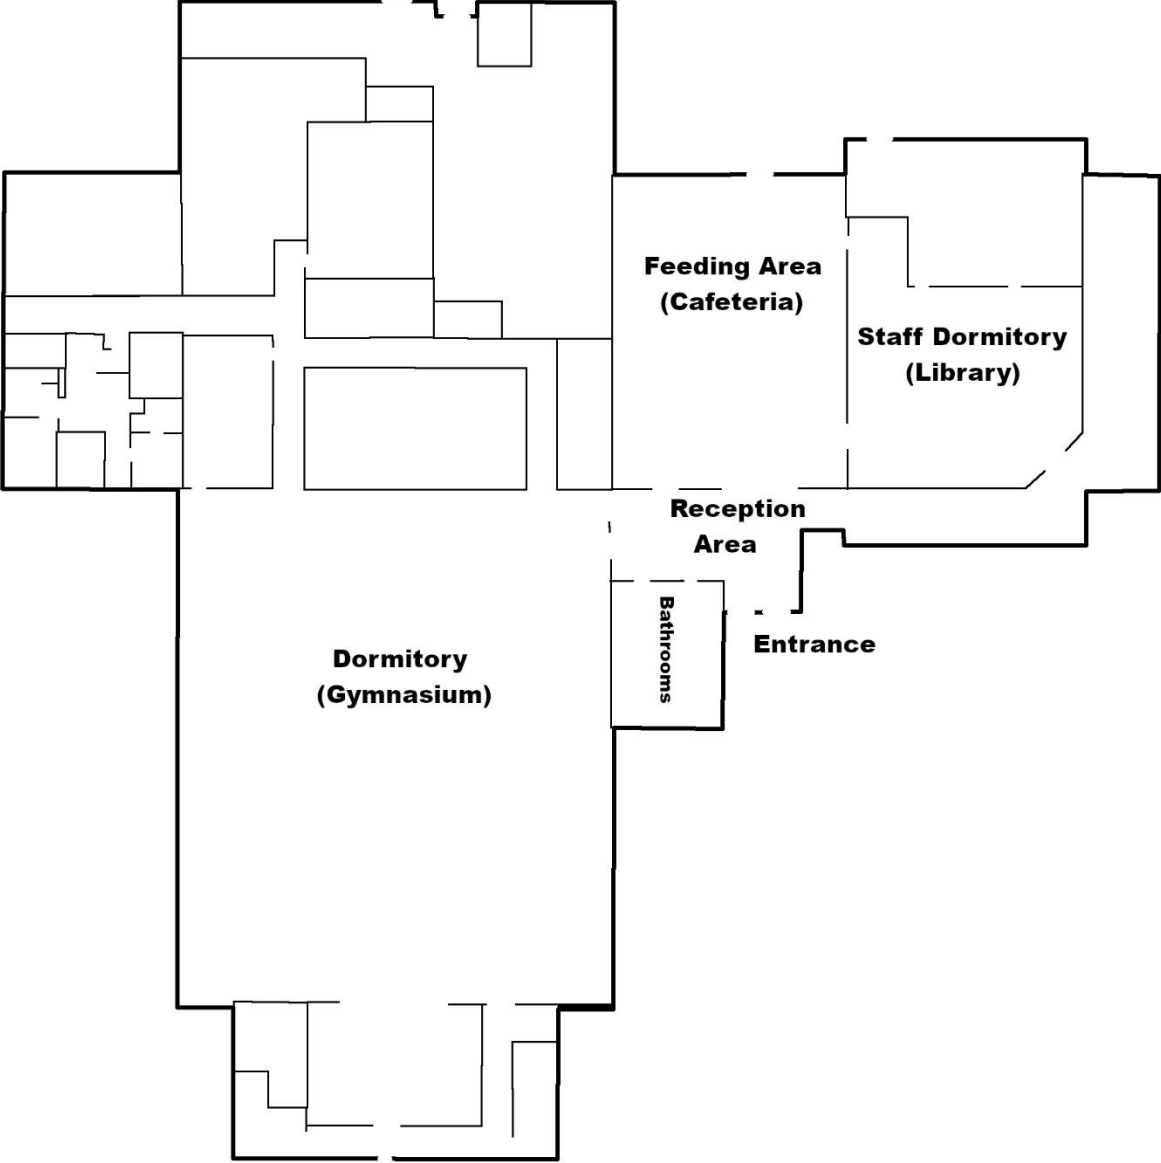 Feeding Area
(Cafeteria)
Staff Dormitory
(Library)
Reception
Area
Bathrooms
Entrance
Dormitory
(Gymnasium)